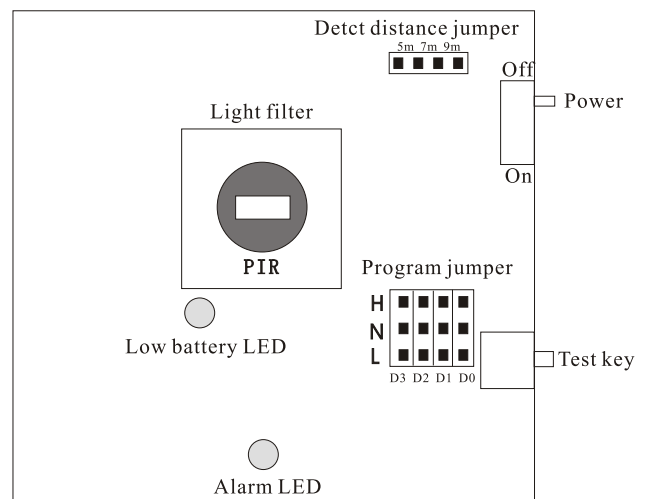 Detct distance jumper
5m 7m 9m
Off
Power
Light filter
On
PIR
Program jumper
H
N
L
Low battery LED
Test key
D3 D2 D1 D0
Alarm LED